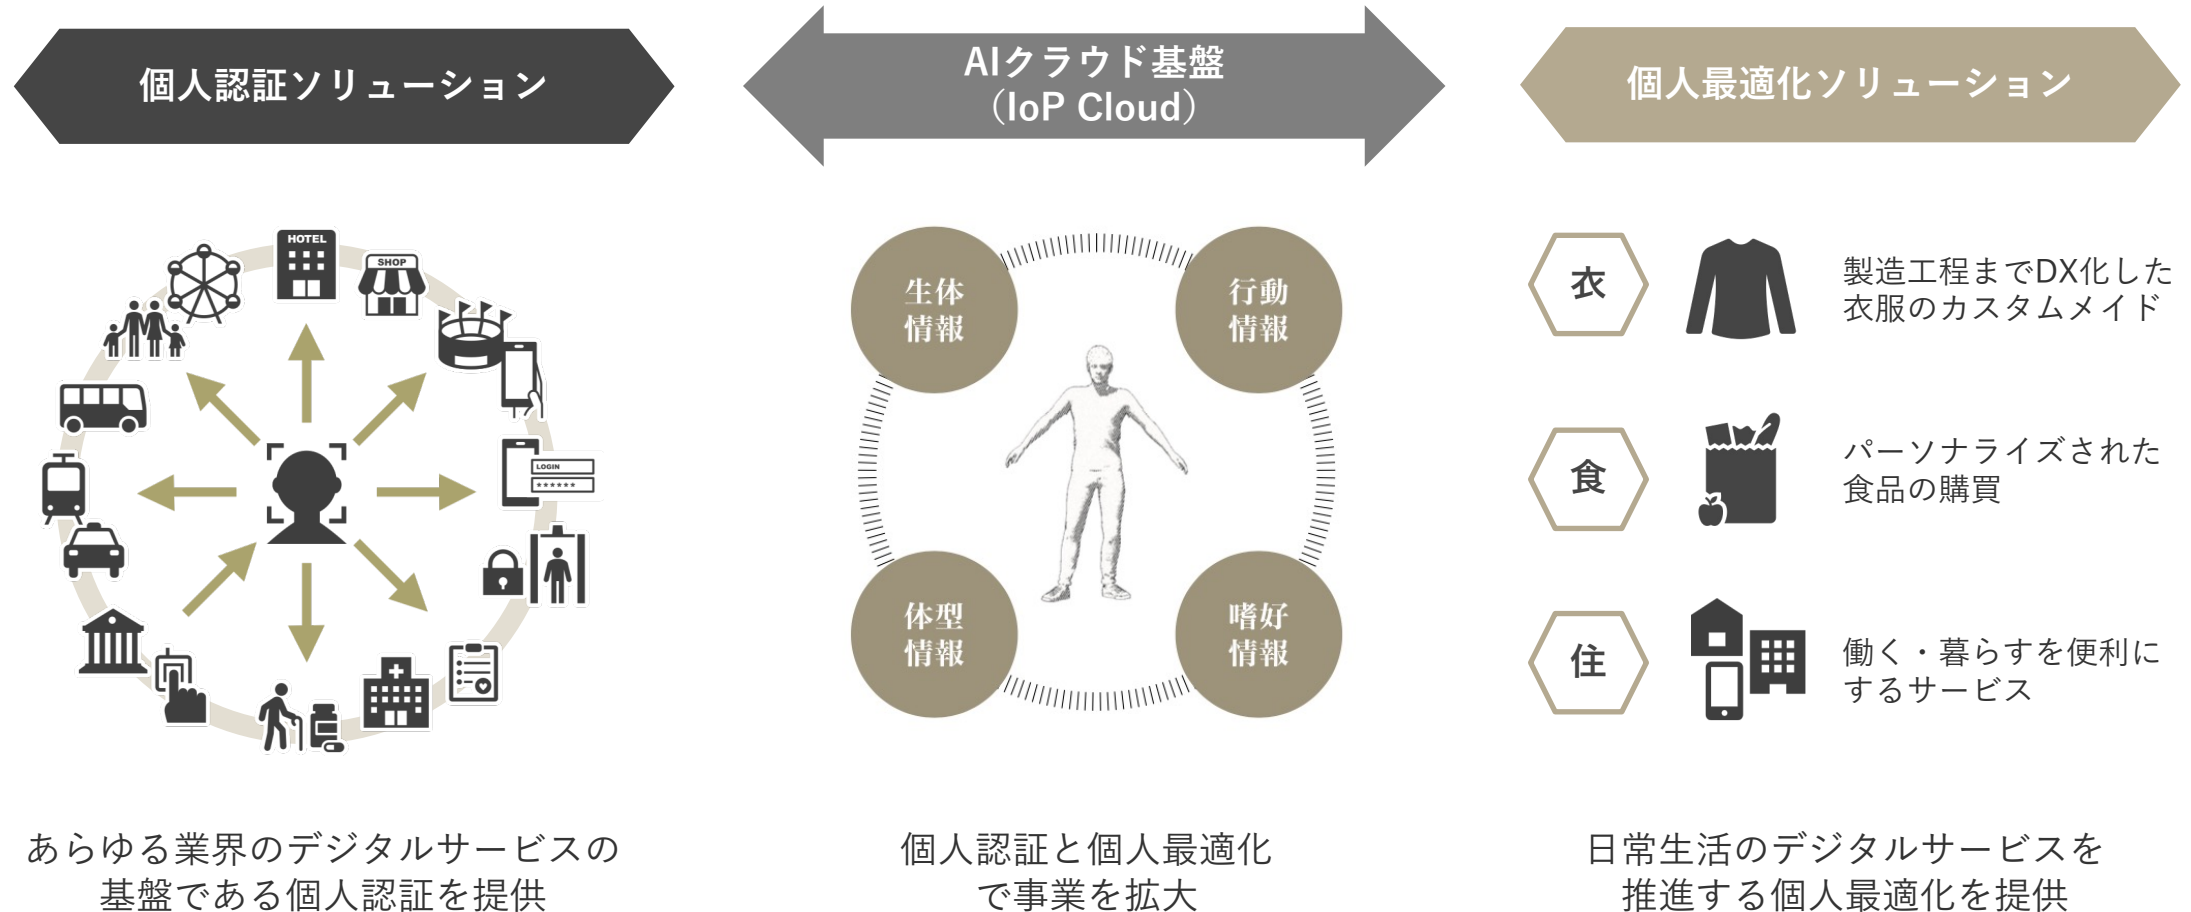 個人認証ソリューション
AIクラウド基盤
（IoP Cloud）
個人最適化ソリューション
HOTEL
SHOP
LOGIN
******
生体
情報
行動
情報
体型
情報
嗜好
情報
衣
製造工程までDX化した
衣服のカスタムメイド
食
パーソナライズされた
食品の購買
住
働く・暮らすを便利に
するサービス
あらゆる業界のデジタルサービスの
基盤である個人認証を提供
個人認証と個人最適化
で事業を拡大
日常生活のデジタルサービスを
推進する個人最適化を提供